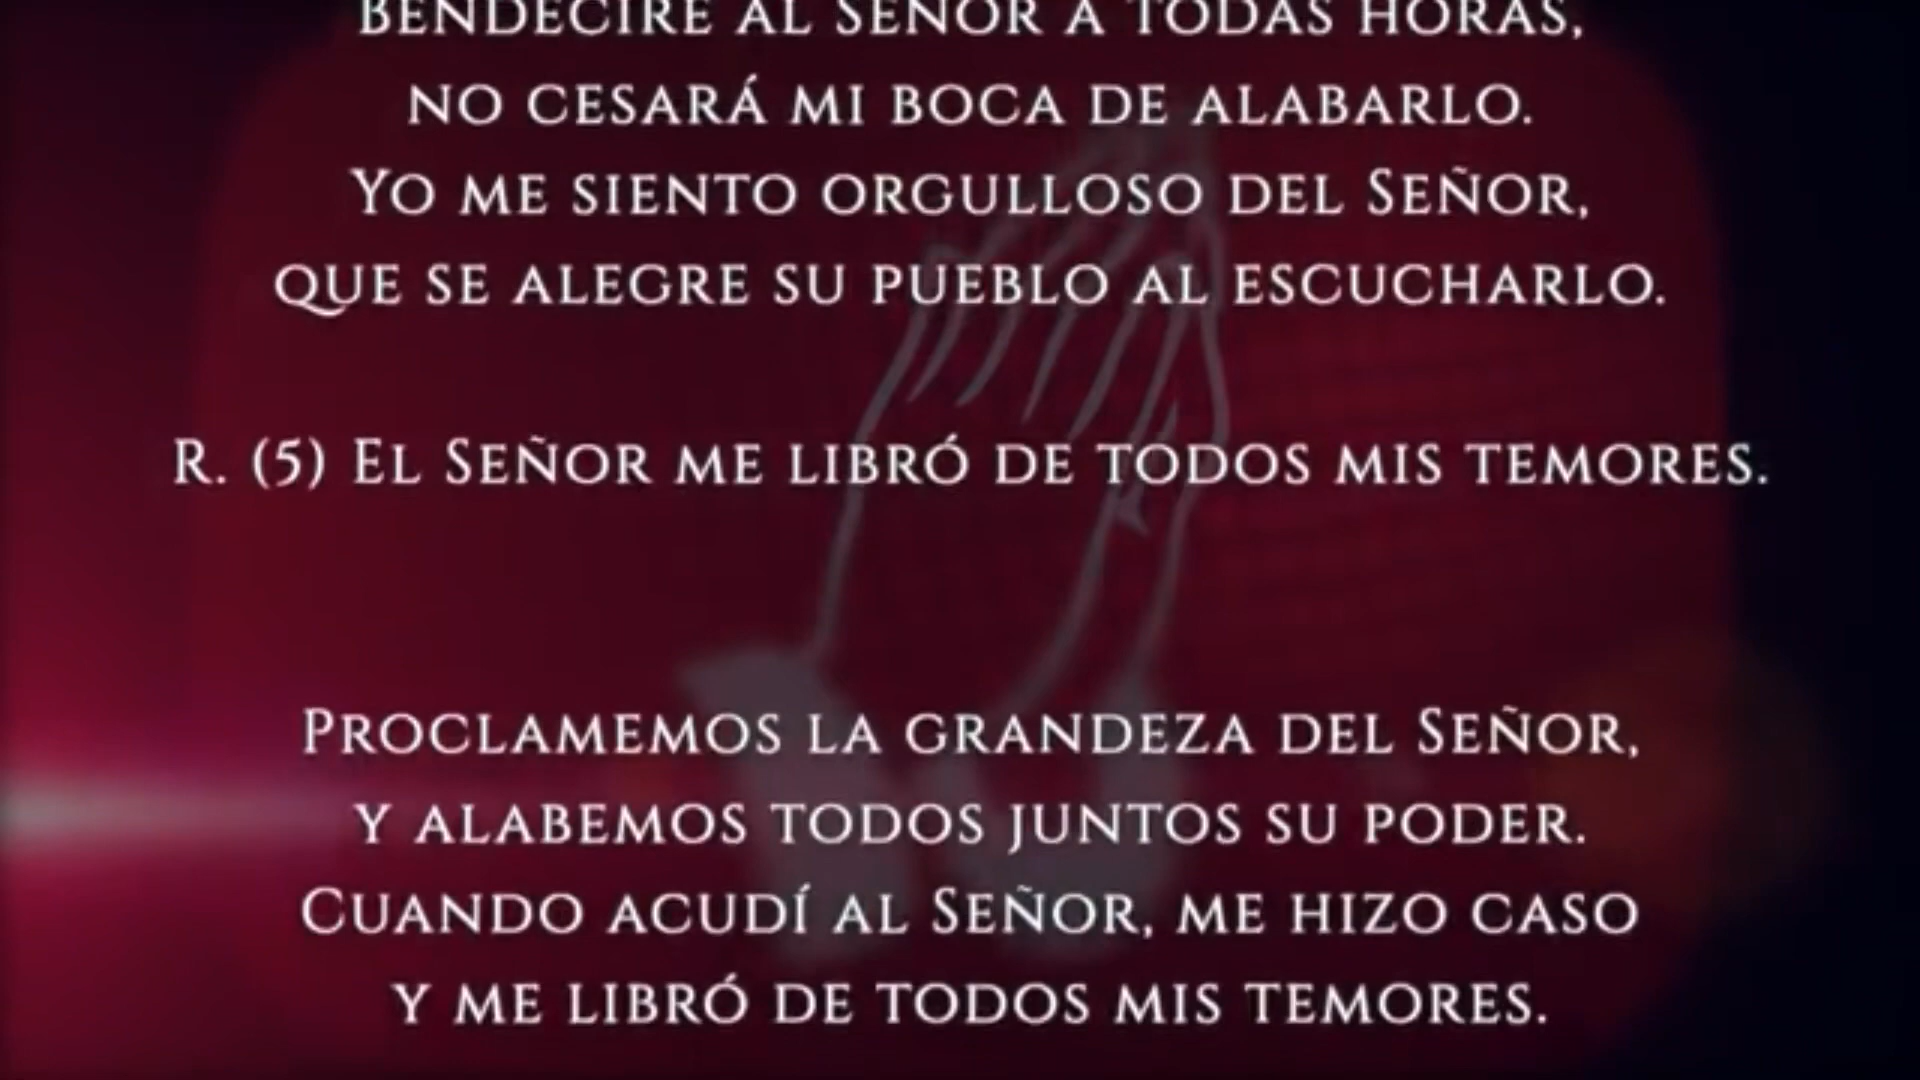 Bendeciré al Señor a todas horas,
no cesará mi boca de alabarlo.
Yo me siento orgulloso del Señor,
que se alegre su pueblo al escucharlo.
R. (5) El Señor me libró de todos mis temores.
Proclamemos la grandeza del Señor,
y alabemos todos juntos su poder.
Cuando acudí al Señor, me hizo caso
y me libró de todos mis temores.